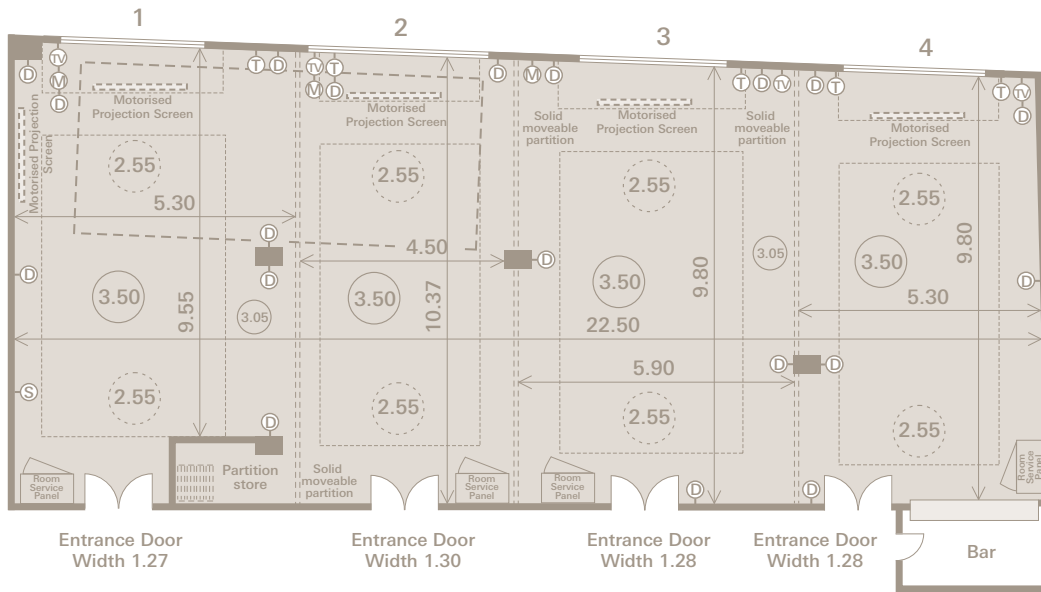 1
2
3
4
TV
M
D
D
T
D
TV
M
T
D
D
M
D
T
D
TV
D
T
T
TV
D
Motorised
Projection Screen
Motorised
Projection Screen
Motorised
Projection Screen
Motorised
Projection Screen
Motorised Projection
Screen
Solid
moveable
partition
Solid
moveable
partition
2.55
2.55
2.55
2.55
5.30
4.50
D
D
D
D
D
3.05
9.80
9.80
3.50
3.50
3.50
3.50
9.55
3.05
10.37
5.30
22.50
5.90
D
D
S
2.55
2.55
2.55
2.55
D
Room
Service
Panel
Partition
store
Solid
moveable
partition
Room
Service
Panel
Room
Service
Panel
Room
Service
Panel
D
D
Entrance Door
Width 1.27
Entrance Door
Width 1.30
Entrance Door
Width 1.28
Entrance Door
Width 1.28
Bar